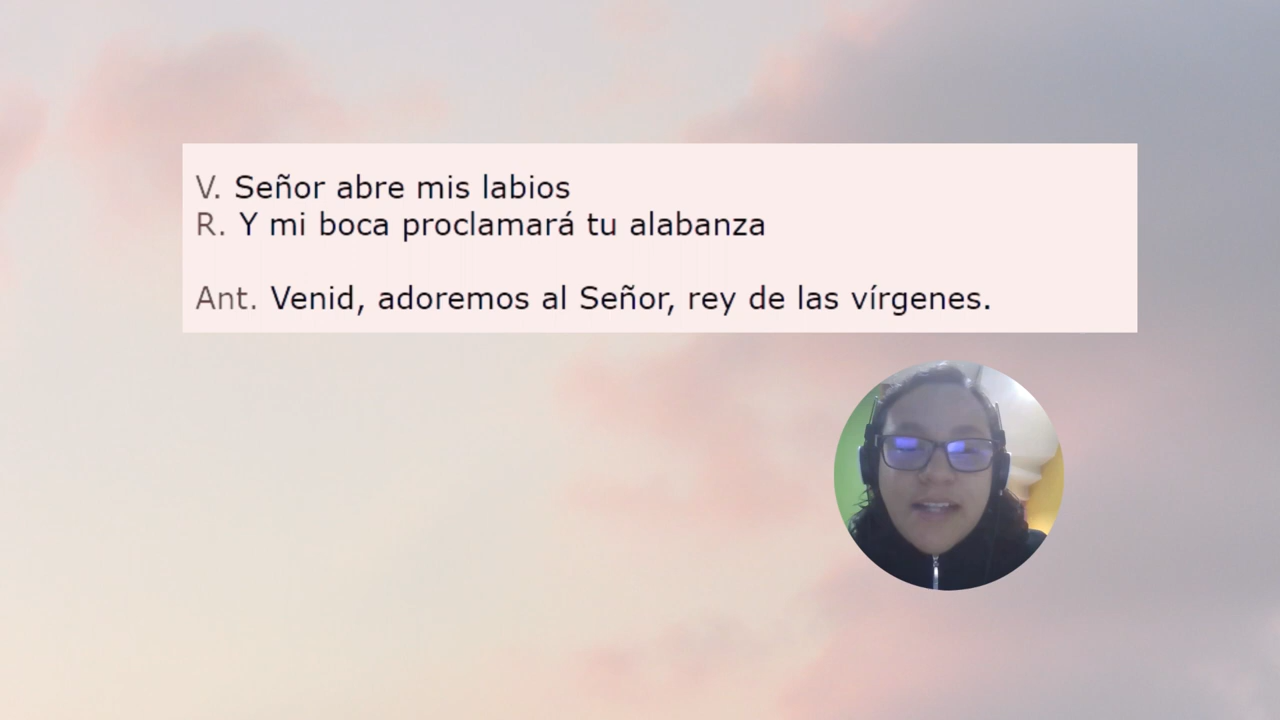 V. Señor abre mis labios
R. Y mi boca proclamará tu alabanza
Ant. Venid, adoremos al Señor, rey de las vírgenes.